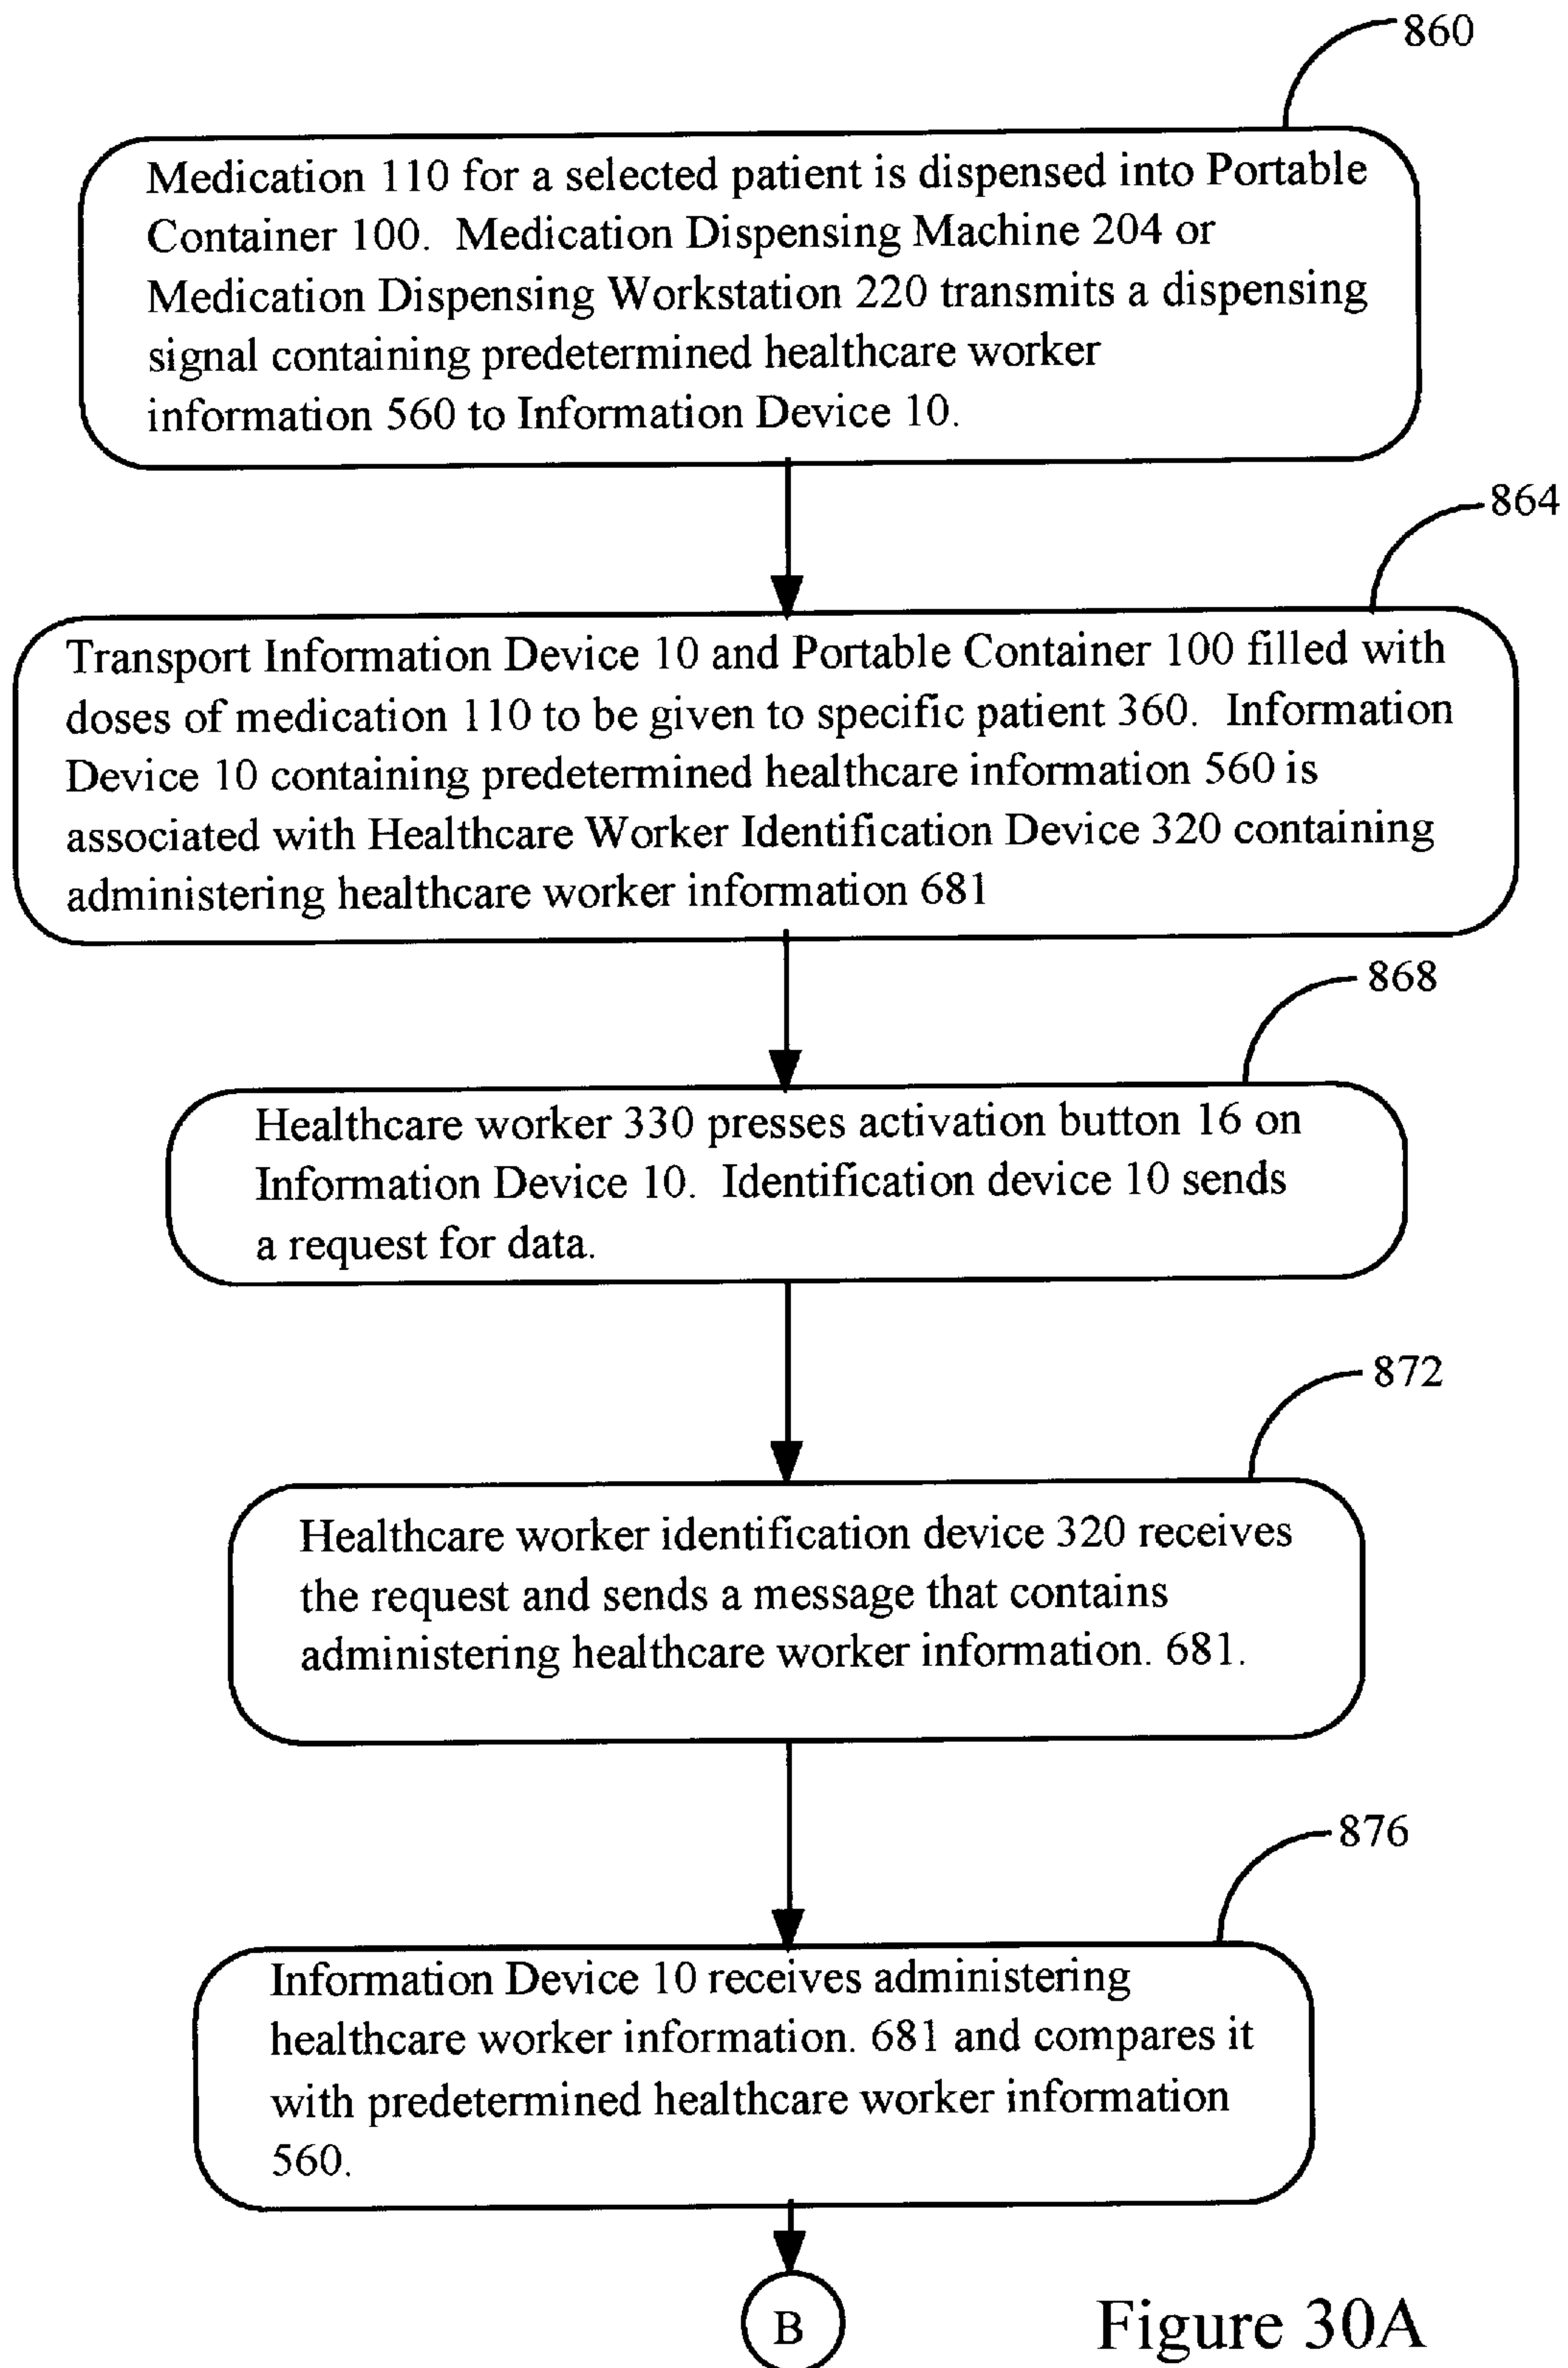 860
Medication 110 for a selected patient is dispensed into Portable
Container 100. Medication Dispensing Machine 204 or
Medication Dispensing Workstation 220 transmits a dispensing
signal containing predetermined healthcare worker
information 560 to Information Device 10.
864
Transport Information Device 10 and Portable Container 100 filled with
doses of medication 110 to be given to specific patient 360. Information
Device 10 containing predetermined healthcare information 560 is
associated with Healthcare Worker Identification Device 320 containing
administering healthcare worker information 681
868
Healthcare worker 330 presses activation button 16 on
Information Device 10. Identification device 10 sends
a request for data.
872
Healthcare worker identification device 320 receives
the request and sends a message that contains
administering healthcare worker information. 681.
876
Information Device 10 receives administering
healthcare worker information. 681 and compares it
with predetermined healthcare worker information
560.
B
Figure 30A